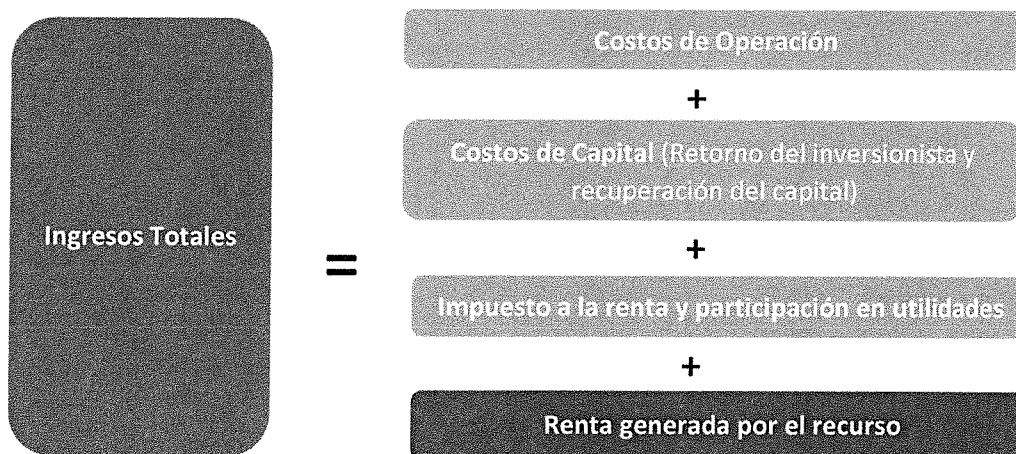 Costos de Operación
+
Costos de Capital (Retorno del inversionista y
recuperación del capital)
+
Ingresos Totales
=
Impuesto a la renta y participación en utilidades
+
Renta generada por el recurso